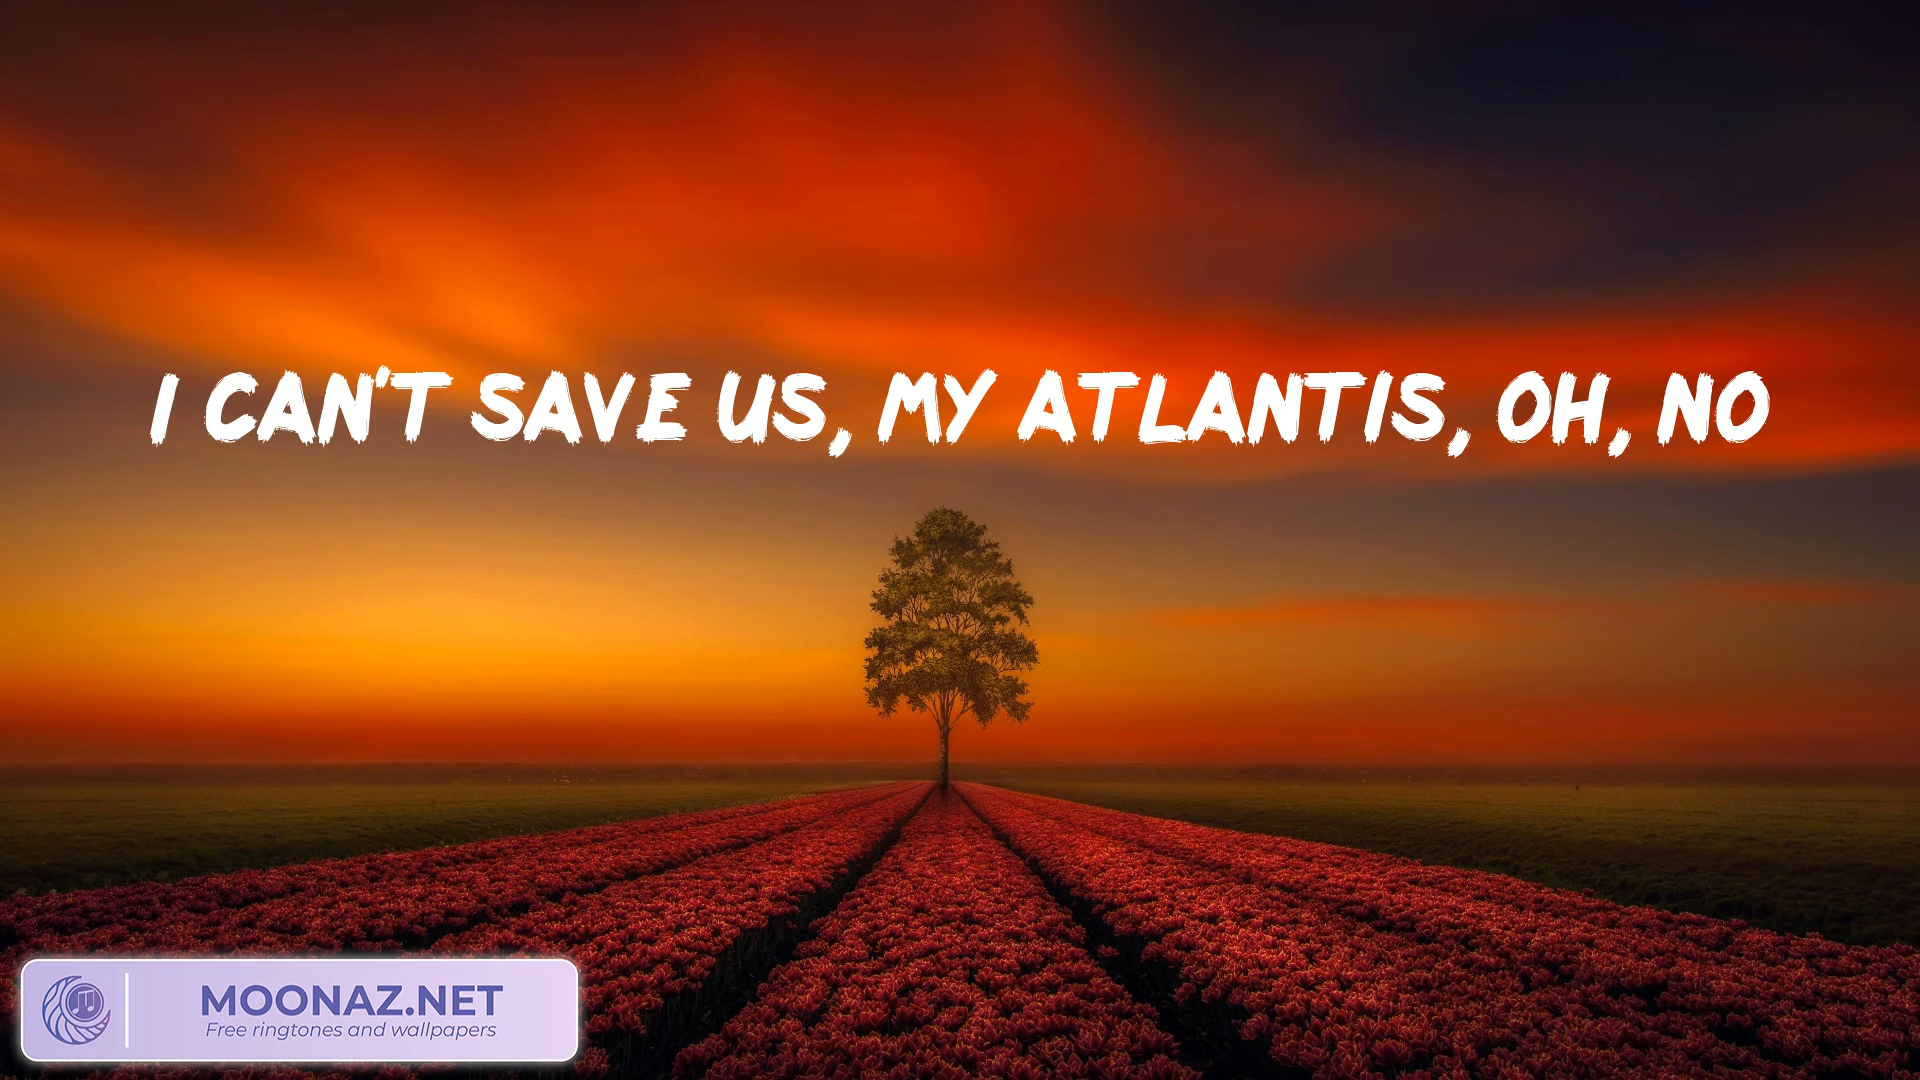 I CAN'T SAVE US, MY ATLANTIS, OH, NO
MOONAZ.NET
Free ringtones and wallpapers